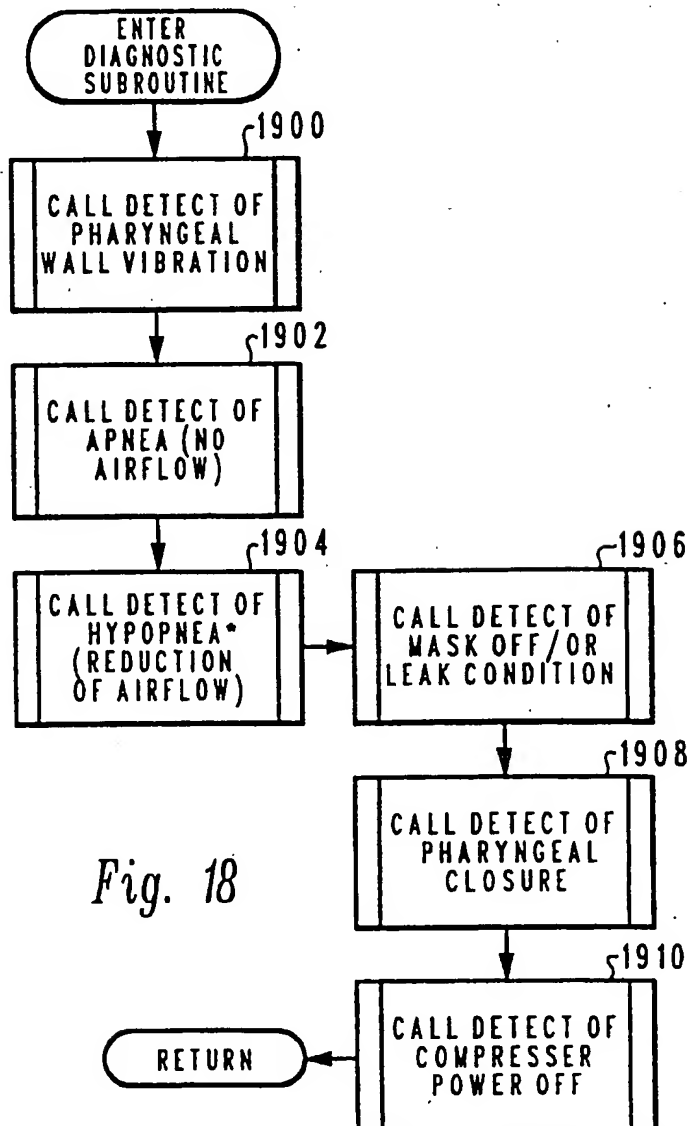 ENTER
DIAGNOSTIC
SUBROUTINE
1900
CALL DETECT OF
PHARYNGEAL
WALL VIBRATION
1902
CALL DETECT OF
APNEA (NO
AIRFLOW)
1904
CALL DETECT OF
HYPOPNEA*
(REDUCTION
OF AIRFLOW)
1906
CALL DETECT OF
MASK OFF/OR
LEAK CONDITION
1908
CALL DETECT OF
PHARYNGEAL
CLOSURE
1910
CALL DETECT OF
COMPRESSER
POWER OFF
RETURN
Fig. 18